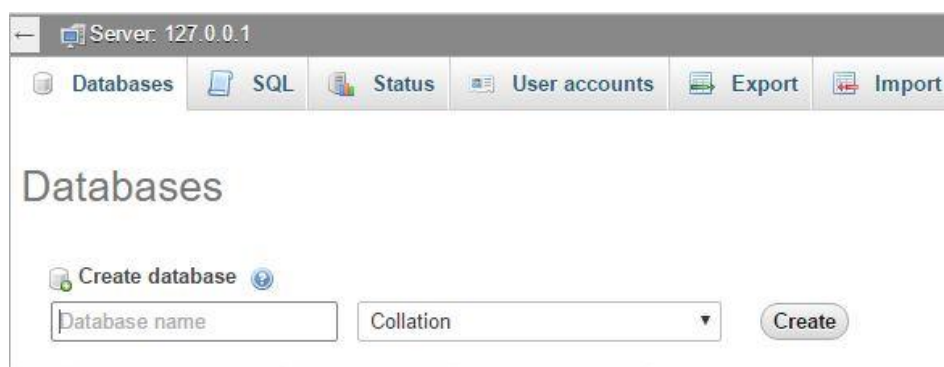 Server: 127.0.0.1
Databases SQL Status User accounts Export Import
Databases
Create database
Database name Collation Create